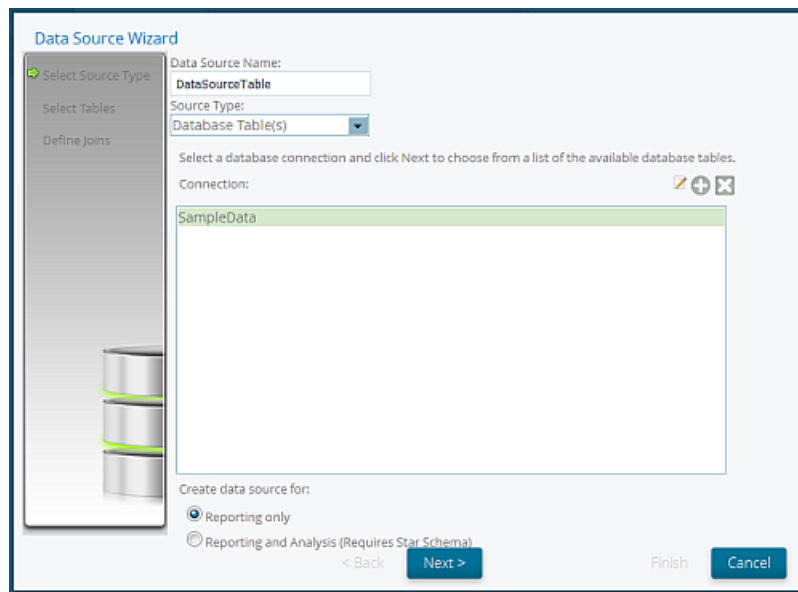 Data Source Wizard
Select Source Type
Select Tables
Define Joins
Data Source Name:
DataSourceTable
Source Type:
Database Table(s)
Select a database connection and click Next to choose from a list of the available database tables.
Connection:
SampleData
Create data source for:
Reporting only
Reporting and Analysis (Requires Star Schema)
< Back
Next >
Finish
Cancel